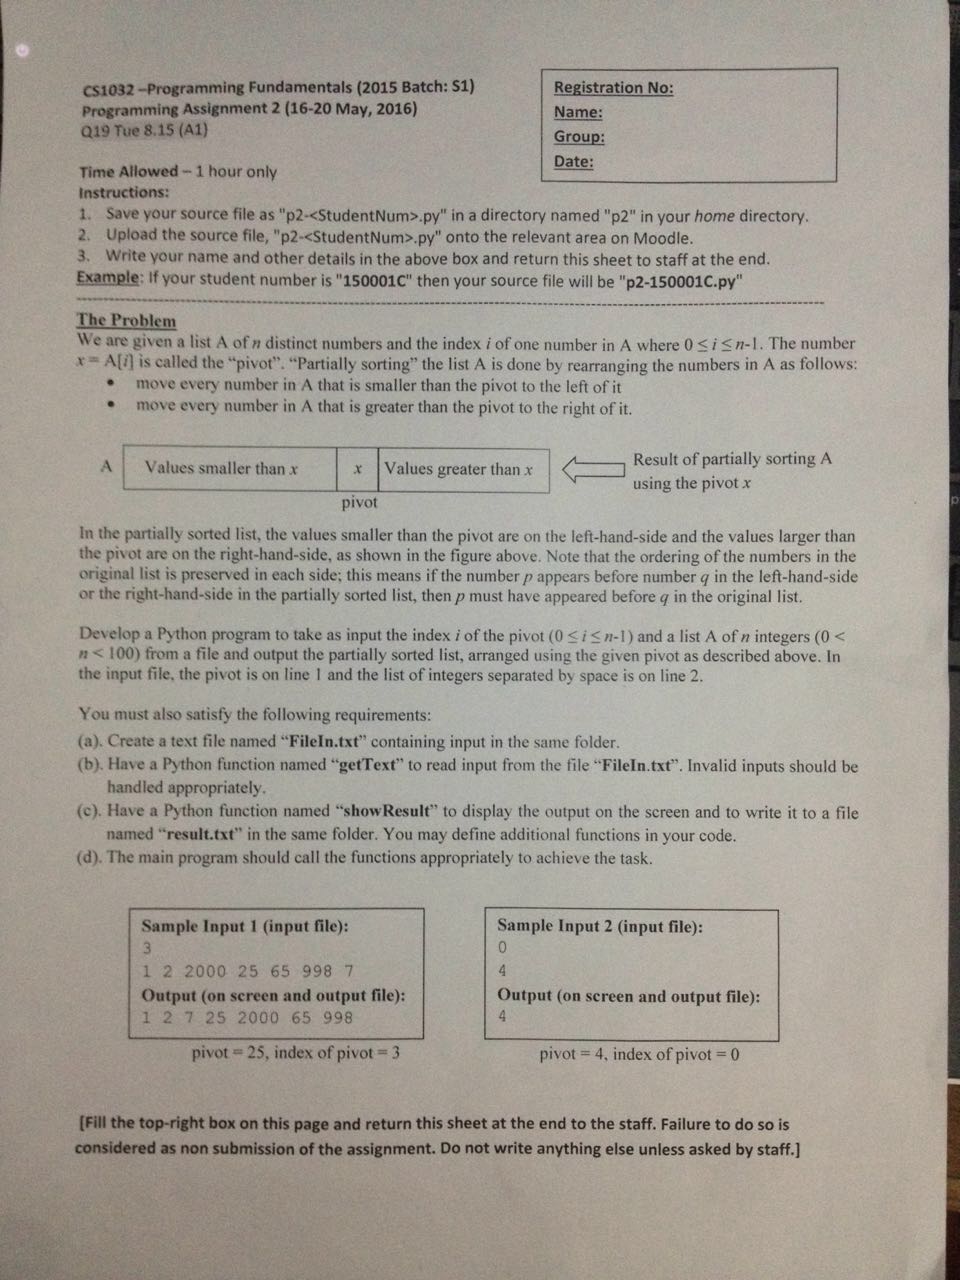 CS1032 –Programming Fundamentals (2015 Batch: S1)
Programming Assignment 2 (16-20 May, 2016)
Q19 Tue 8.15 (A1)
Registration No:
Name:
Group:
Date:
Time Allowed – 1 hour only
Instructions:
1. Save your source file as "p2-<StudentNum>.py" in a directory named "p2" in your home directory.
2. Upload the source file, "p2-<StudentNum>.py" onto the relevant area on Moodle.
3. Write your name and other details in the above box and return this sheet to staff at the end.
Example: If your student number is "150001C" then your source file will be "p2-150001C.py"
The Problem
We are given a list A of n distinct numbers and the index i of one number in A where 0 ≤ i ≤ n-1. The number
x = A[i] is called the “pivot”. “Partially sorting” the list A is done by rearranging the numbers in A as follows:
• move every number in A that is smaller than the pivot to the left of it
• move every number in A that is greater than the pivot to the right of it.
A Values smaller than x x Values greater than x Result of partially sorting A
using the pivot x
pivot
In the partially sorted list, the values smaller than the pivot are on the left-hand-side and the values larger than
the pivot are on the right-hand-side, as shown in the figure above. Note that the ordering of the numbers in the
original list is preserved in each side; this means if the number p appears before number q in the left-hand-side
or the right-hand-side in the partially sorted list, then p must have appeared before q in the original list.
Develop a Python program to take as input the index i of the pivot (0 ≤ i ≤ n-1) and a list A of n integers (0 <
n < 100) from a file and output the partially sorted list, arranged using the given pivot as described above. In
the input file, the pivot is on line 1 and the list of integers separated by space is on line 2.
You must also satisfy the following requirements:
(a). Create a text file named “FileIn.txt” containing input in the same folder.
(b). Have a Python function named “getText” to read input from the file “FileIn.txt”. Invalid inputs should be
handled appropriately.
(c). Have a Python function named “showResult” to display the output on the screen and to write it to a file
named “result.txt” in the same folder. You may define additional functions in your code.
(d). The main program should call the functions appropriately to achieve the task.
Sample Input 1 (input file):
3
1 2 2000 25 65 998 7
Output (on screen and output file):
1 2 7 25 2000 65 998
pivot = 25, index of pivot = 3
Sample Input 2 (input file):
0
4
Output (on screen and output file):
4
pivot = 4, index of pivot = 0
[Fill the top-right box on this page and return this sheet at the end to the staff. Failure to do so is
considered as non submission of the assignment. Do not write anything else unless asked by staff.]